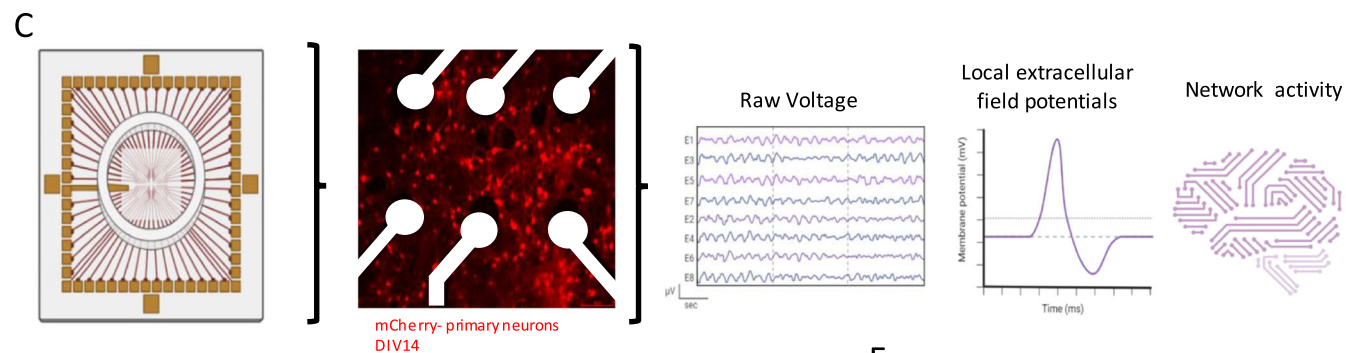 C
mCherry- primary neurons
DIV14
Raw Voltage
E1
E3
E5
E7
E2
E4
E6
E8
µV
sec
Local extracellular
field potentials
Membrane potential (mV)
Time (ms)
Network activity